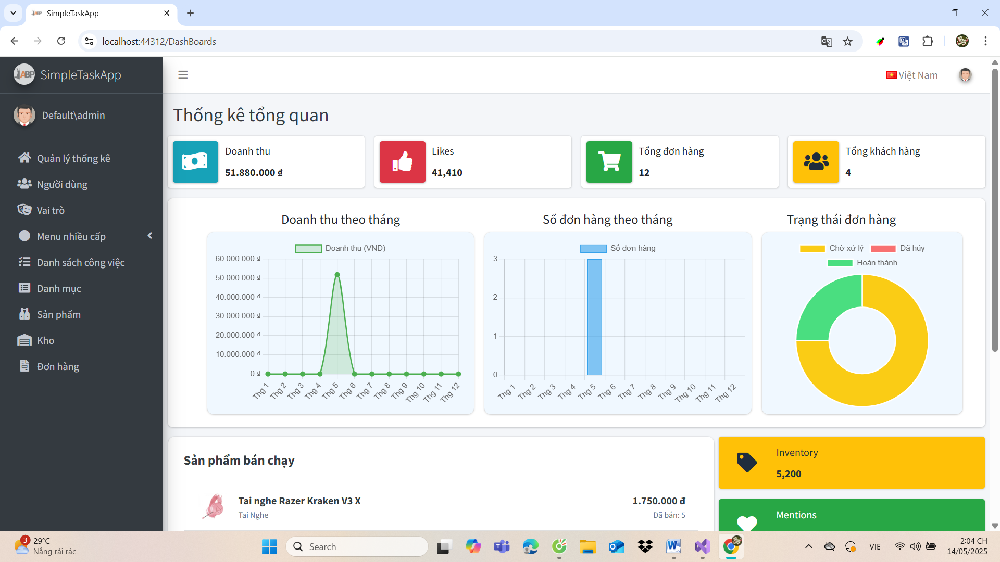 SimpleTaskApp
localhost:44312/DashBoards
ABP SimpleTaskApp
Việt Nam
Default\admin
Quản lý thống kê
Người dùng
Vai trò
Menu nhiều cấp
Danh sách công việc
Danh mục
Sản phẩm
Kho
Đơn hàng
Thống kê tổng quan
Doanh thu
51.880.000 ₫
Likes
41,410
Tổng đơn hàng
12
Tổng khách hàng
4
Doanh thu theo tháng
Doanh thu (VND)
60.000.000 ₫
50.000.000 ₫
40.000.000 ₫
30.000.000 ₫
20.000.000 ₫
10.000.000 ₫
0 ₫
Thg 1 Thg 2 Thg 3 Thg 4 Thg 5 Thg 6 Thg 7 Thg 8 Thg 9 Thg 10 Thg 11 Thg 12
Số đơn hàng theo tháng
Số đơn hàng
3
2
1
0
Thg 1 Thg 2 Thg 3 Thg 4 Thg 5 Thg 6 Thg 7 Thg 8 Thg 9 Thg 10 Thg 11 Thg 12
Trạng thái đơn hàng
Chờ xử lý Đã hủy
Hoàn thành
Sản phẩm bán chạy
Tai nghe Razer Kraken V3 X
1.750.000 đ
Tai Nghe
Đã bán: 5
Inventory
5,200
Mentions
3
29°C
Nắng rải rác
Search
VIE
2:04 CH
14/05/2025